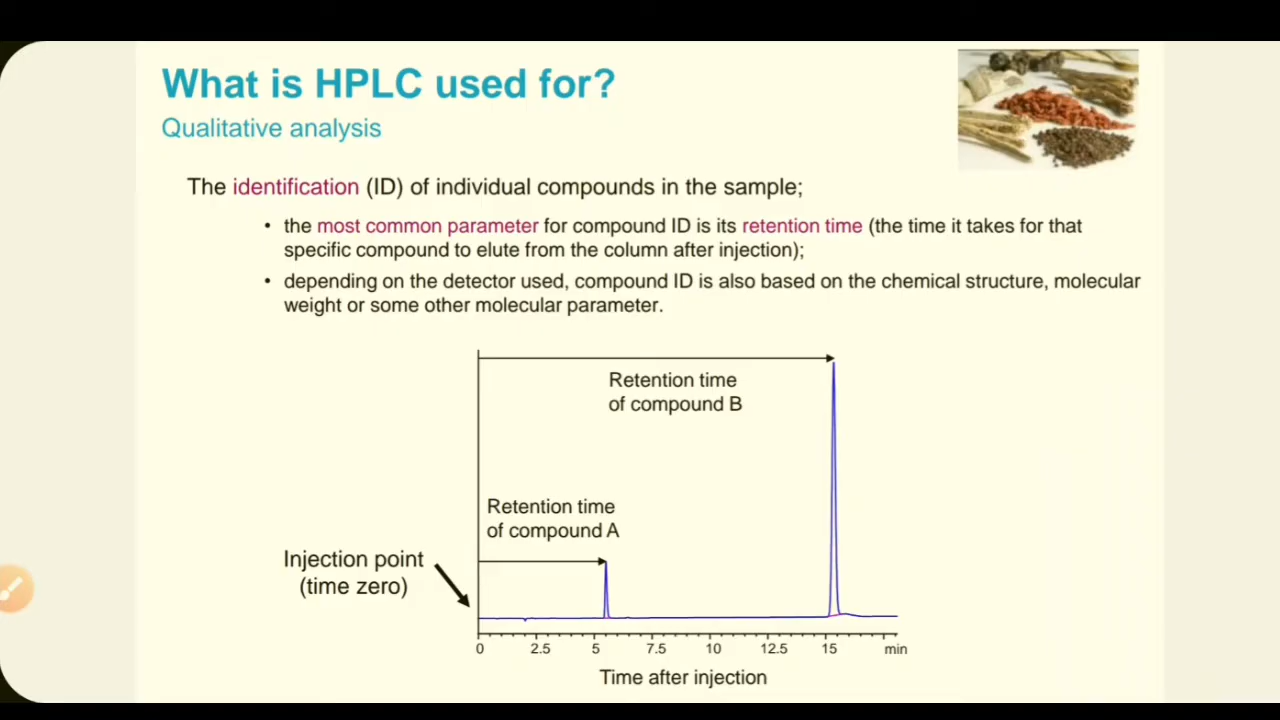 What is HPLC used for?
Qualitative analysis
The identification (ID) of individual compounds in the sample;
• the most common parameter for compound ID is its retention time (the time it takes for that
specific compound to elute from the column after injection);
• depending on the detector used, compound ID is also based on the chemical structure, molecular
weight or some other molecular parameter.
Retention time
of compound B
Retention time
of compound A
Injection point
(time zero)
0 2.5 5 7.5 10 12.5 15 min
Time after injection